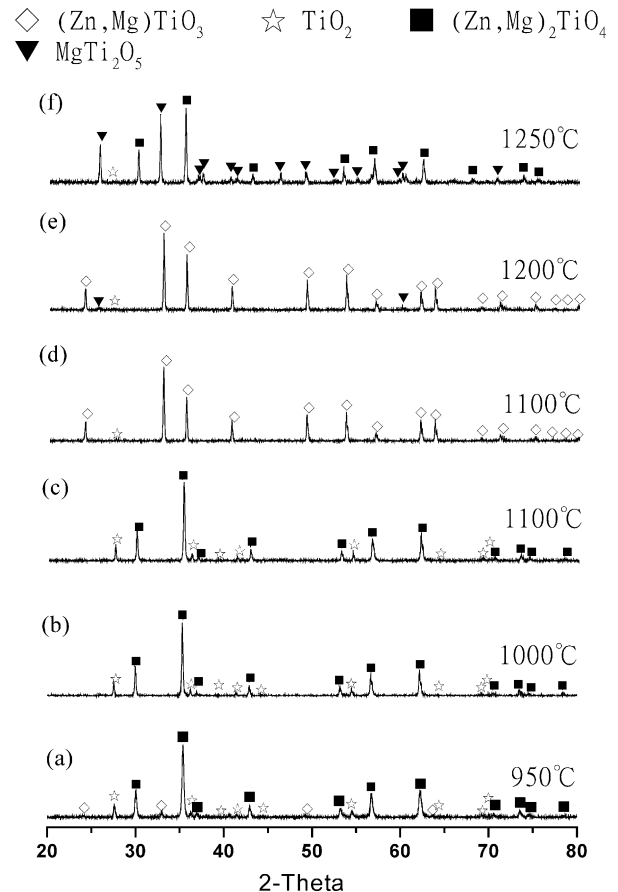 ◇ (Zn,Mg)TiO₃ ☆ TiO₂ ■ (Zn,Mg)₂TiO₄
▼ MgTi₂O₅
(f) 1250℃
(e) 1200℃
(d) 1100℃
(c) 1100℃
(b) 1000℃
(a) 950℃
20 30 40 50 60 70 80
2-Theta